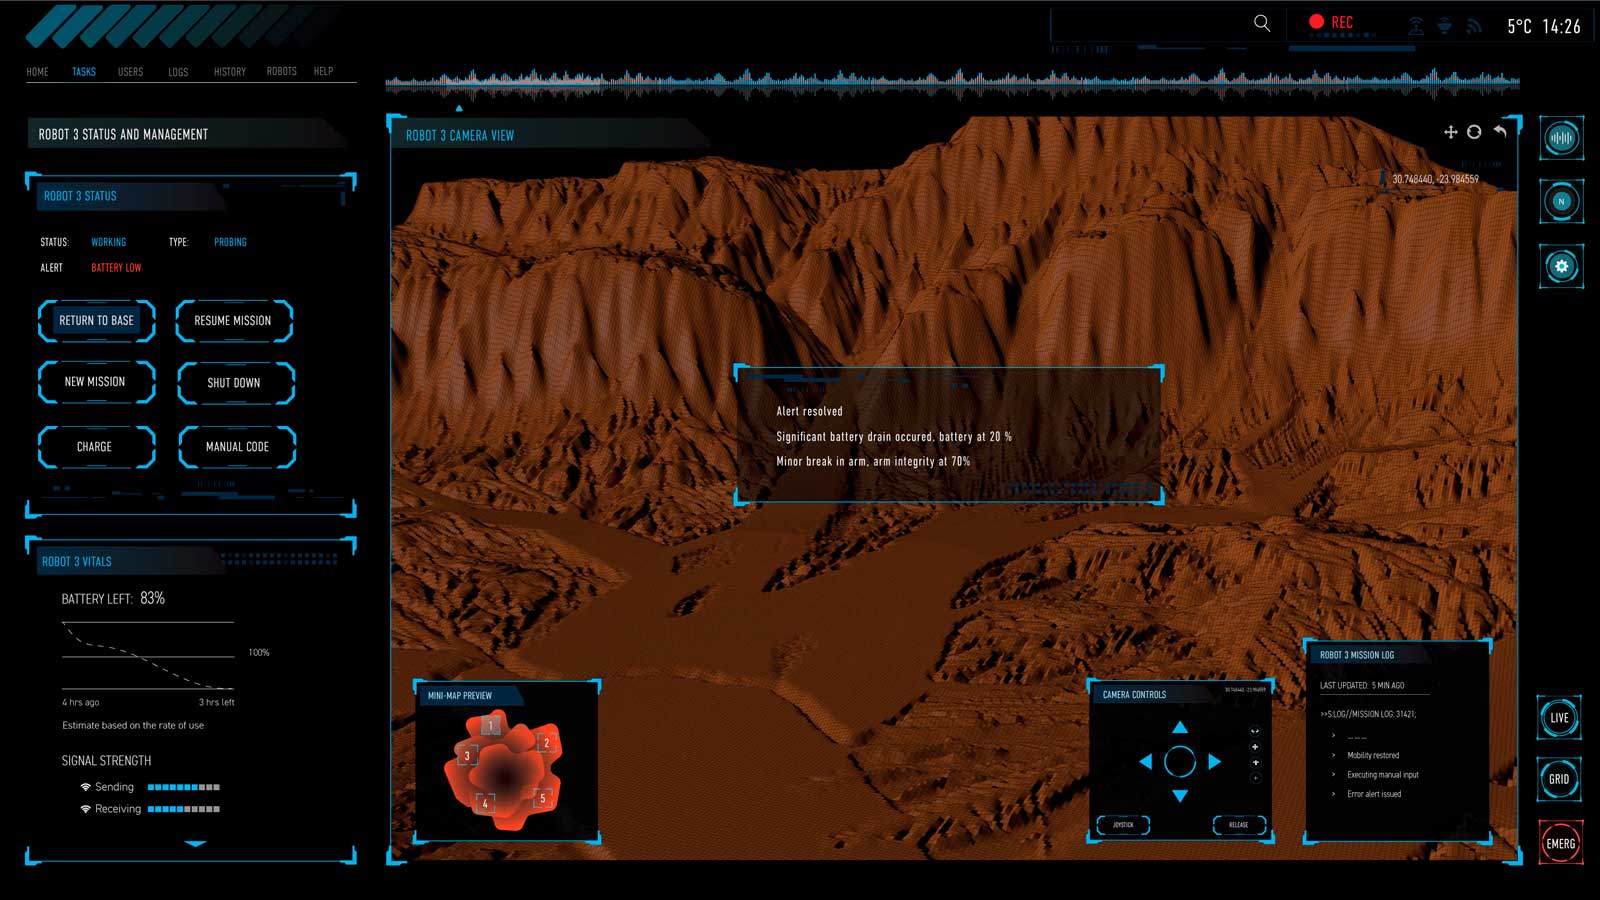 REC
5°C 14:26
HOME TASKS USERS LOGS HISTORY ROBOTS HELP
ROBOT 3 STATUS AND MANAGEMENT
ROBOT 3 STATUS
STATUS: WORKING TYPE: PROBING
ALERT BATTERY LOW
RETURN TO BASE RESUME MISSION
NEW MISSION SHUT DOWN
CHARGE MANUAL CODE
ROBOT 3 VITALS
BATTERY LEFT: 83%
100%
4 hrs ago 3 hrs left
Estimate based on the rate of use
SIGNAL STRENGTH
Sending
Receiving
ROBOT 3 CAMERA VIEW
30.748440, -23.984559
Alert resolved
Significant battery drain occured, battery at 20 %
Minor break in arm, arm integrity at 70%
MINI-MAP PREVIEW
1
2
3
4
5
CAMERA CONTROLS
JOYSTICK RELEASE
ROBOT 3 MISSION LOG
LAST UPDATED: 5 MIN AGO
>>S:LOG//MISSION LOG: 31421;
> _ _ _
> Mobility restored
> Executing manual input
> Error alert issued
N
LIVE
GRID
EMERG